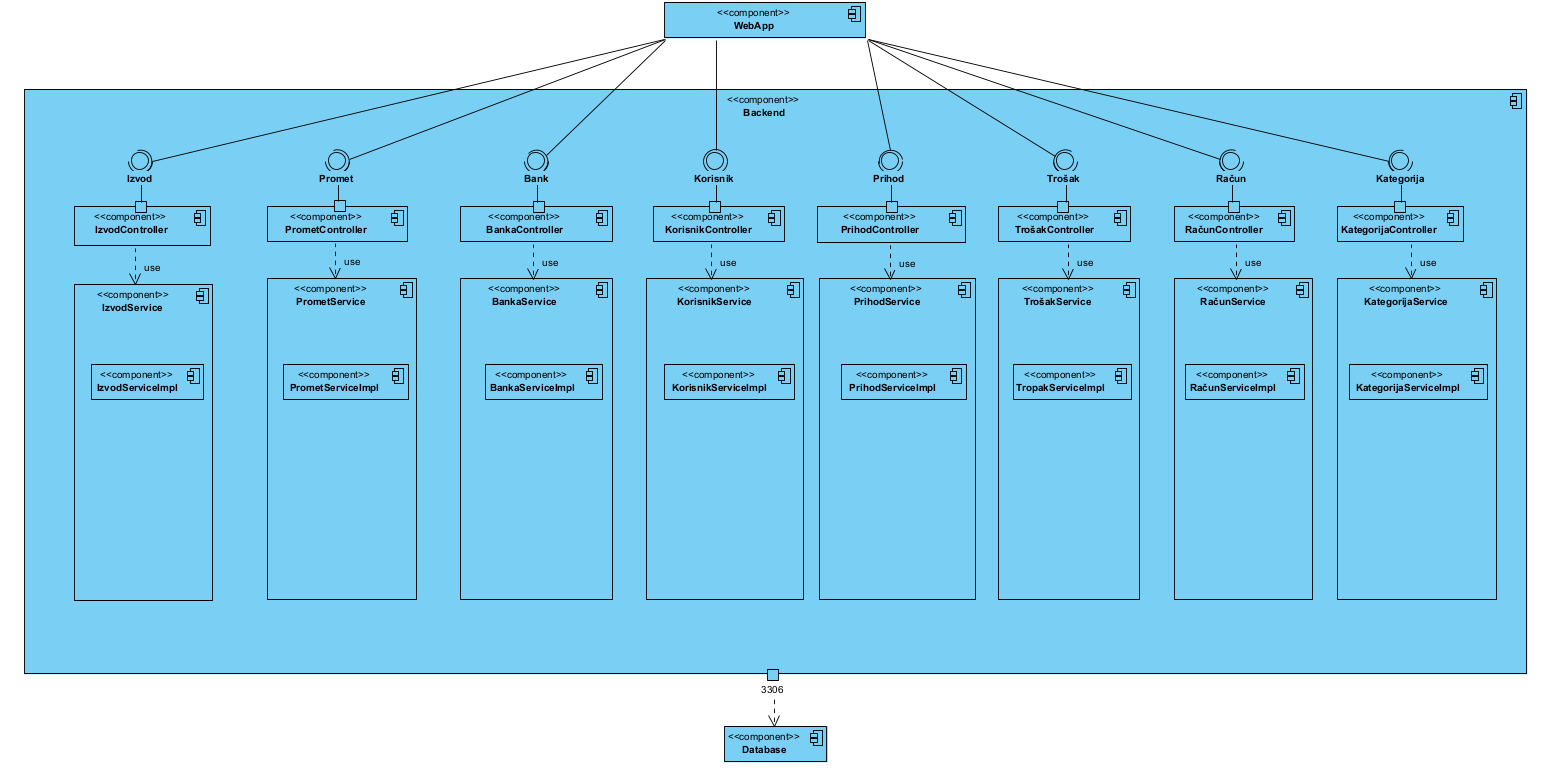 <<component>>
WebApp
<<component>>
Backend
Izvod
Promet
Bank
Korisnik
Prihod
Trošak
Račun
Kategorija
<<component>>
IzvodController
<<component>>
PrometController
<<component>>
BankaController
<<component>>
KorisnikController
<<component>>
PrihodController
<<component>>
TrošakController
<<component>>
RačunController
<<component>>
KategorijaController
use
use
use
use
use
use
use
use
<<component>>
IzvodService
<<component>>
PrometService
<<component>>
BankaService
<<component>>
KorisnikService
<<component>>
PrihodService
<<component>>
TrošakService
<<component>>
RačunService
<<component>>
KategorijaService
<<component>>
IzvodServiceImpl
<<component>>
PrometServiceImpl
<<component>>
BankaServiceImpl
<<component>>
KorisnikServiceImpl
<<component>>
PrihodServiceImpl
<<component>>
TropakServiceImpl
<<component>>
RačunServiceImpl
<<component>>
KategorijaServiceImpl
3306
<<component>>
Database